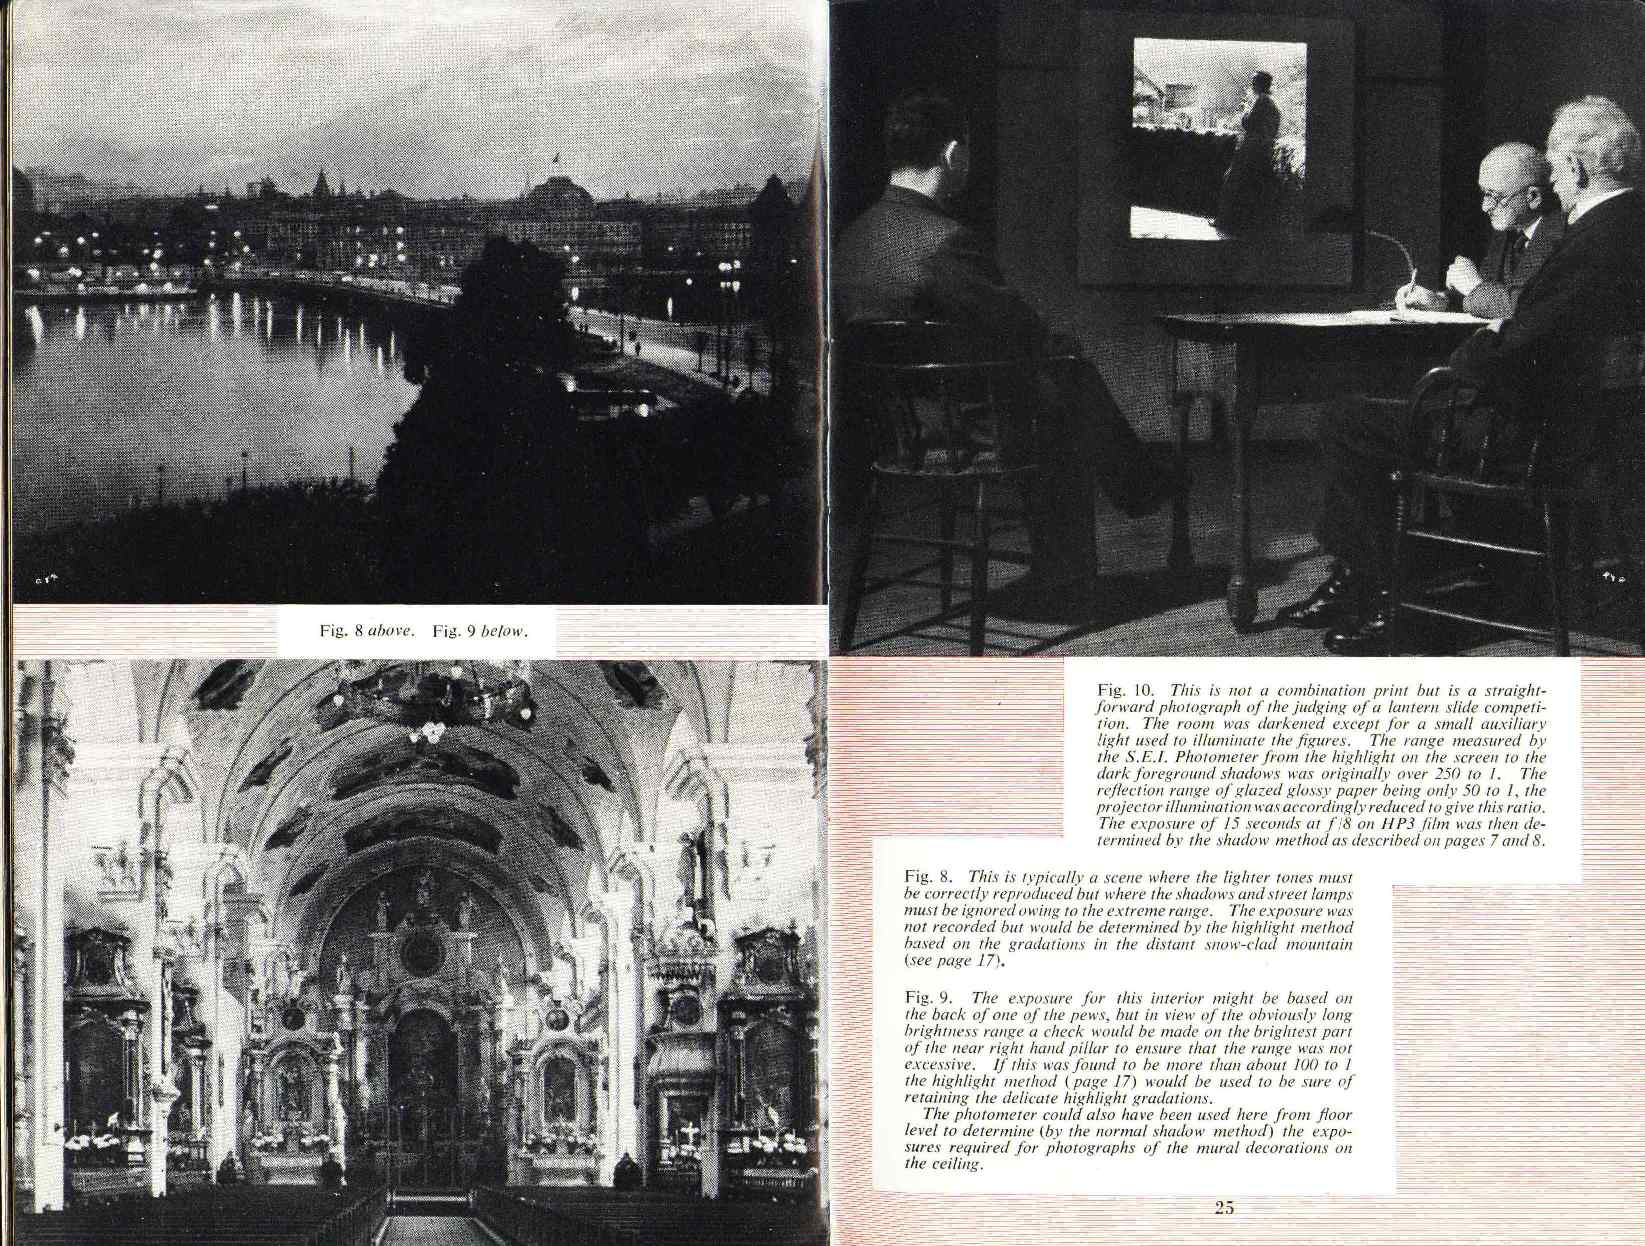 Fig. 8 above. Fig. 9 below.
Fig. 10. This is not a combination print but is a straight-
forward photograph of the judging of a lantern slide competi-
tion. The room was darkened except for a small auxiliary
light used to illuminate the figures. The range measured by
the S.E.I. Photometer from the highlight on the screen to the
dark foreground shadows was originally over 250 to 1. The
reflection range of glazed glossy paper being only 50 to 1, the
projector illumination was accordingly reduced to give this ratio.
The exposure of 15 seconds at f/8 on HP3 film was then de-
termined by the shadow method as described on pages 7 and 8.
Fig. 8. This is typically a scene where the lighter tones must
be correctly reproduced but where the shadows and street lamps
must be ignored owing to the extreme range. The exposure was
not recorded but would be determined by the highlight method
based on the gradations in the distant snow-clad mountain
(see page 17).
Fig. 9. The exposure for this interior might be based on
the back of one of the pews, but in view of the obviously long
brightness range a check would be made on the brightest part
of the near right hand pillar to ensure that the range was not
excessive. If this was found to be more than about 100 to 1
the highlight method (page 17) would be used to be sure of
retaining the delicate highlight gradations.
The photometer could also have been used here from floor
level to determine (by the normal shadow method) the expo-
sures required for photographs of the mural decorations on
the ceiling.
25